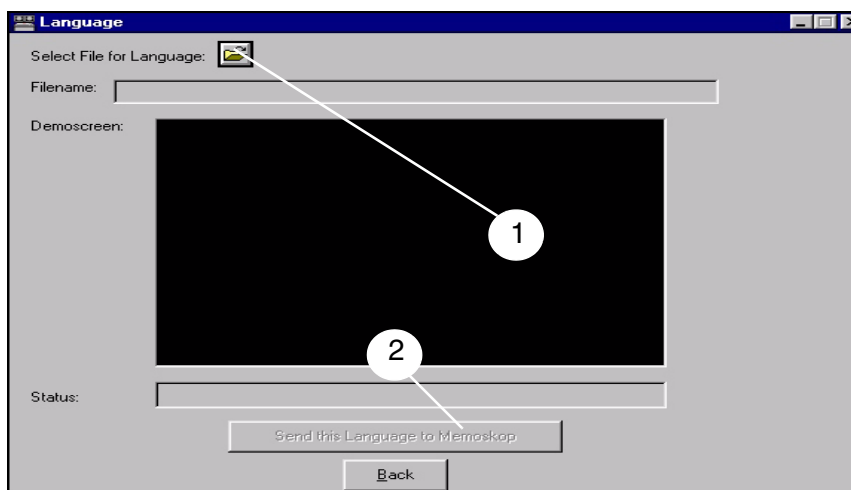 Language
Select File for Language:
Filename:
Demoscreen:
1
2
Status:
Send this Language to Memoskop
Back